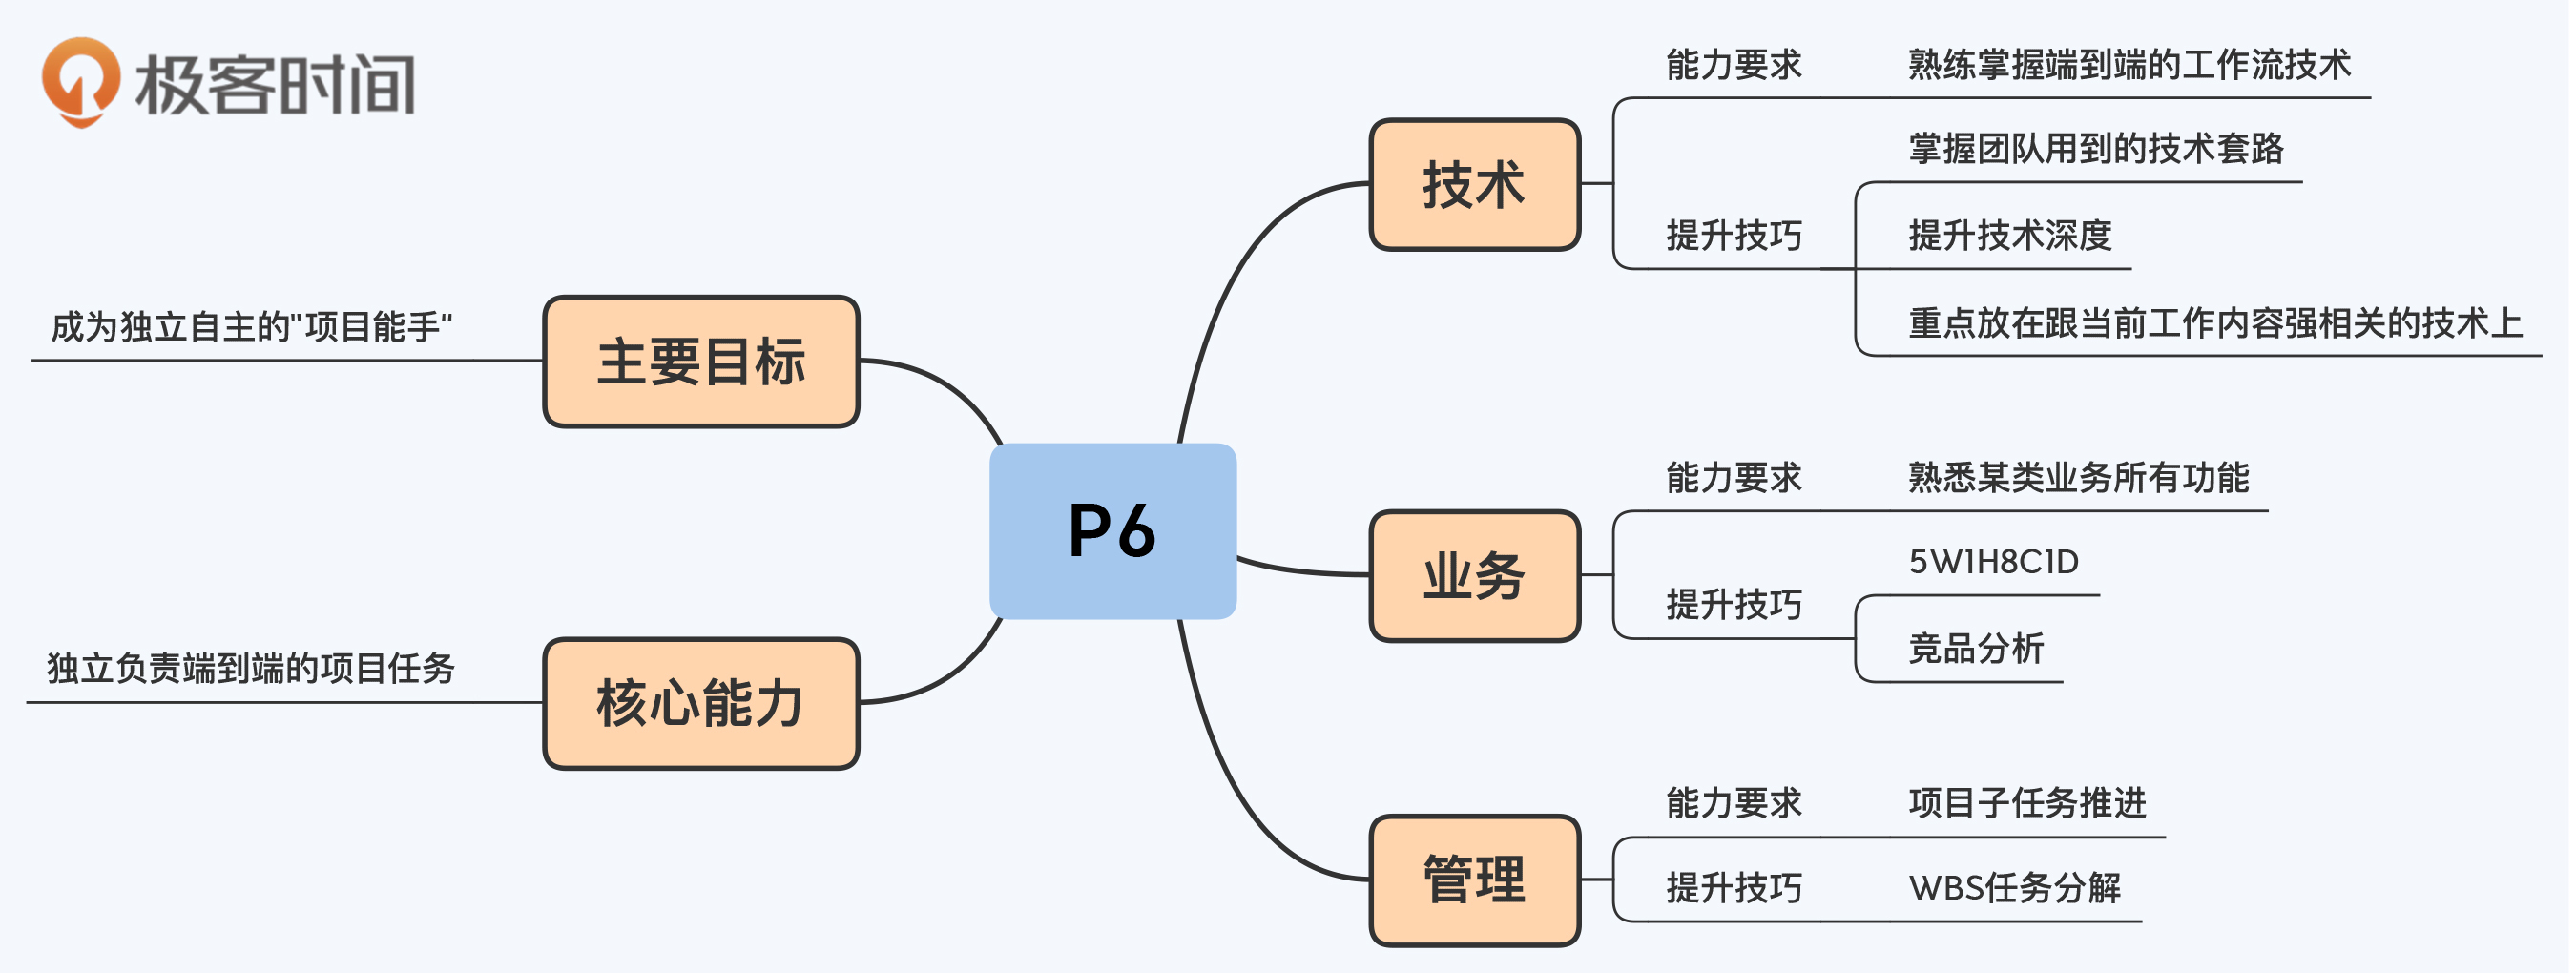 极客时间
P6
主要目标
成为独立自主的"项目能手"
核心能力
独立负责端到端的项目任务
技术
能力要求
熟练掌握端到端的工作流技术
提升技巧
掌握团队用到的技术套路
提升技术深度
重点放在跟当前工作内容强相关的技术上
业务
能力要求
熟悉某类业务所有功能
提升技巧
5W1H8C1D
竞品分析
管理
能力要求
项目子任务推进
提升技巧
WBS任务分解